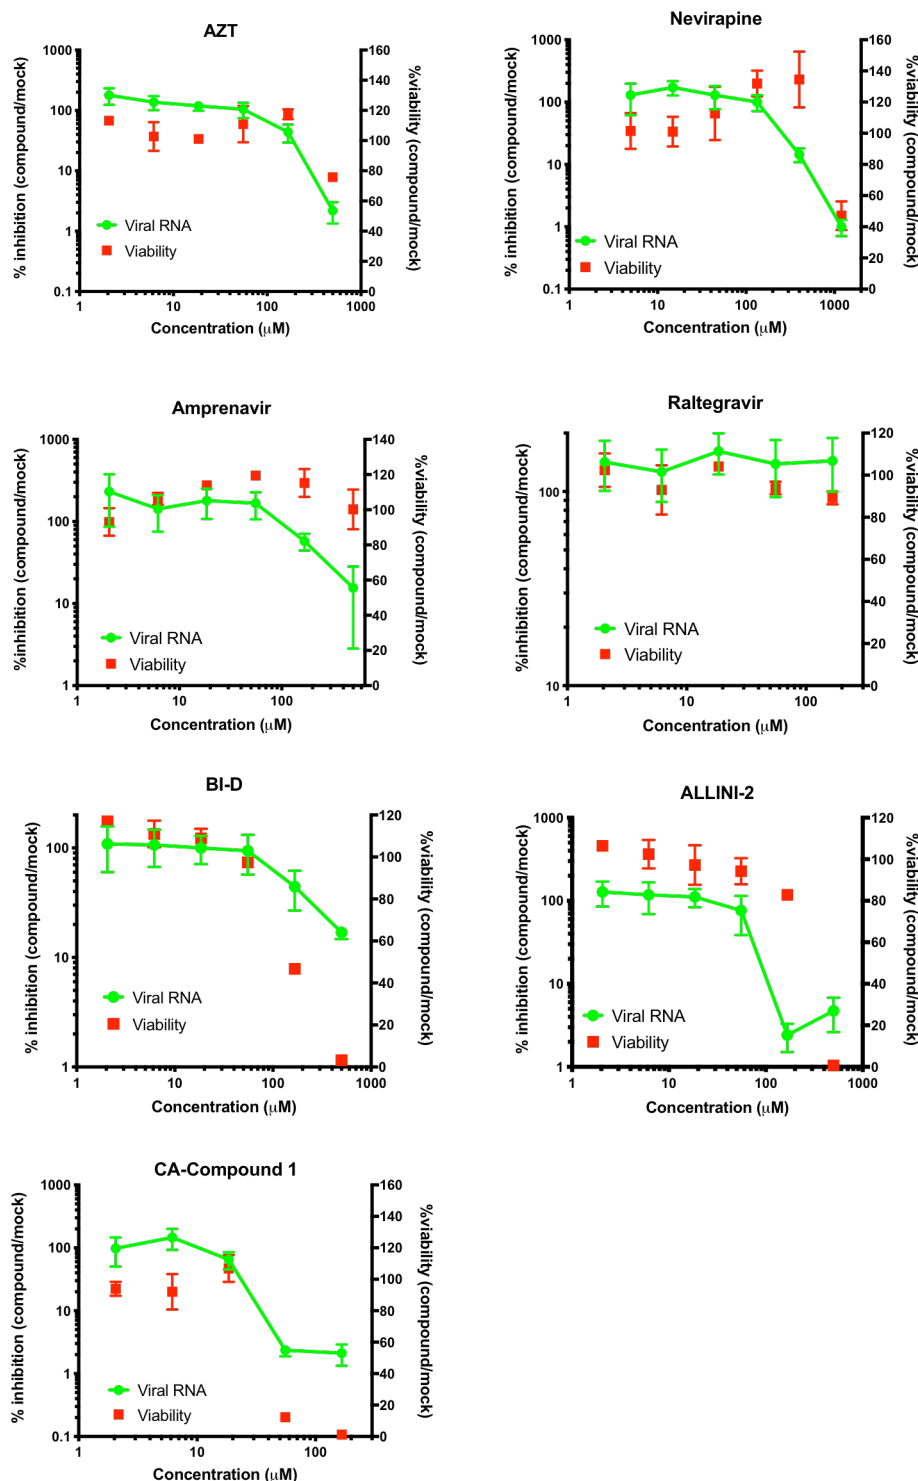 AZT
1000
100
10
1
0.1
160
140
120
100
80
60
40
20
0
% inhibition (compound/mock)
%viability (compound/mock)
Viral RNA
Viability
1 10 100 1000
Concentration (μM)
Nevirapine
1000
100
10
1
0.1
160
140
120
100
80
60
40
20
0
% inhibition (compound/mock)
%viability (compound/mock)
Viral RNA
Viability
1 10 100 1000
Concentration (μM)
Amprenavir
1000
100
10
1
140
120
100
80
60
40
20
0
%inhibition (compound/mock)
%viability (compound/mock)
Viral RNA
Viability
1 10 100
Concentration (μM)
Raltegravir
100
10
120
100
80
60
40
20
0
%inhibition (compound/mock)
%viability (compound/mock)
Viral RNA
Viability
1 10 100
Concentration (μM)
BI-D
100
10
1
120
100
80
60
40
20
0
% inhibition (compound/mock)
%viability (compound/mock)
Viral RNA
Viability
1 10 100 1000
Concentration (μM)
ALLINI-2
1000
100
10
1
120
100
80
60
40
20
0
% inhibition (compound/mock)
%viability (compound/mock)
Viral RNA
Viability
1 10 100 1000
Concentration (μM)
CA-Compound 1
1000
100
10
1
0.1
160
140
120
100
80
60
40
20
0
% inhibition (compound/mock)
%viability (compound/mock)
Viral RNA
Viability
1 10 100
Concentration (μM)